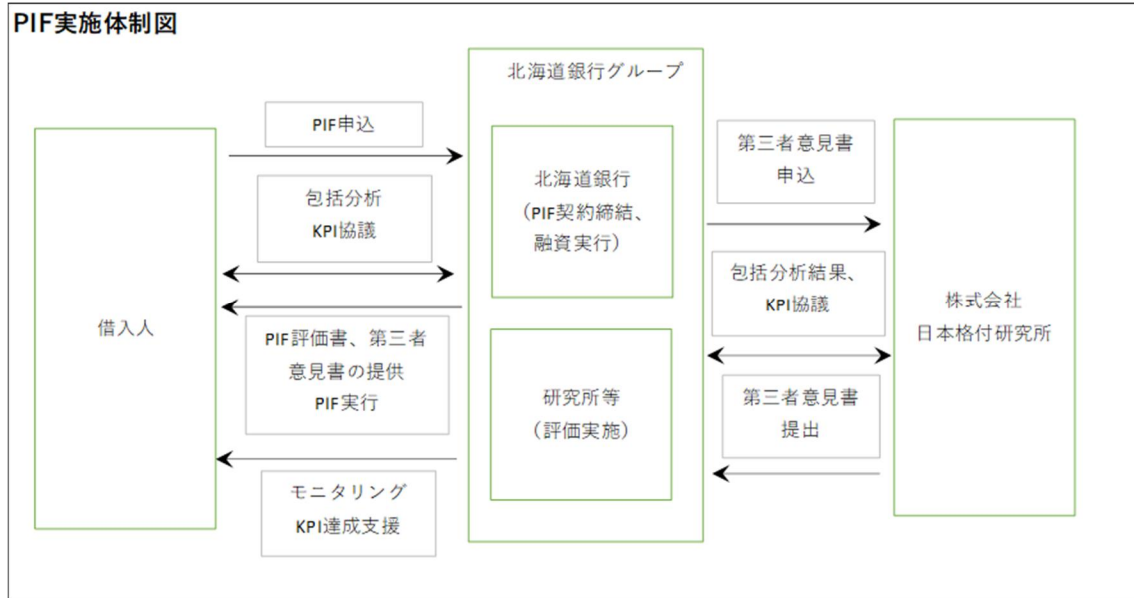 PIF実施体制図
北海道銀行グループ
PIF申込
包括分析
KPI協議
PIF評価書、第三者
意見書の提供
PIF実行
モニタリング
KPI達成支援
借入人
北海道銀行
（PIF契約締結、
融資実行）
研究所等
（評価実施）
第三者意見書
申込
包括分析結果、
KPI協議
第三者意見書
提出
株式会社
日本格付研究所